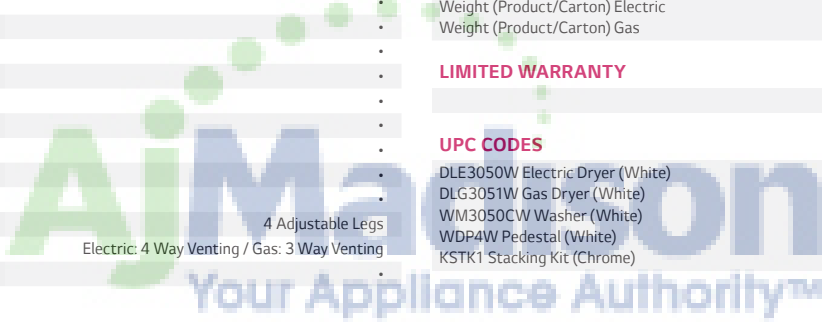 •
•
•
•
•
•
•
•
•
4 Adjustable Legs
Electric: 4 Way Venting / Gas: 3 Way Venting
•
Weight (Product/Carton) Electric
Weight (Product/Carton) Gas
LIMITED WARRANTY
UPC CODES
DLE3050W Electric Dryer (White)
DLG3051W Gas Dryer (White)
WM3050CW Washer (White)
WDP4W Pedestal (White)
KSTK1 Stacking Kit (Chrome)
AjMadison
Your Appliance Authority™